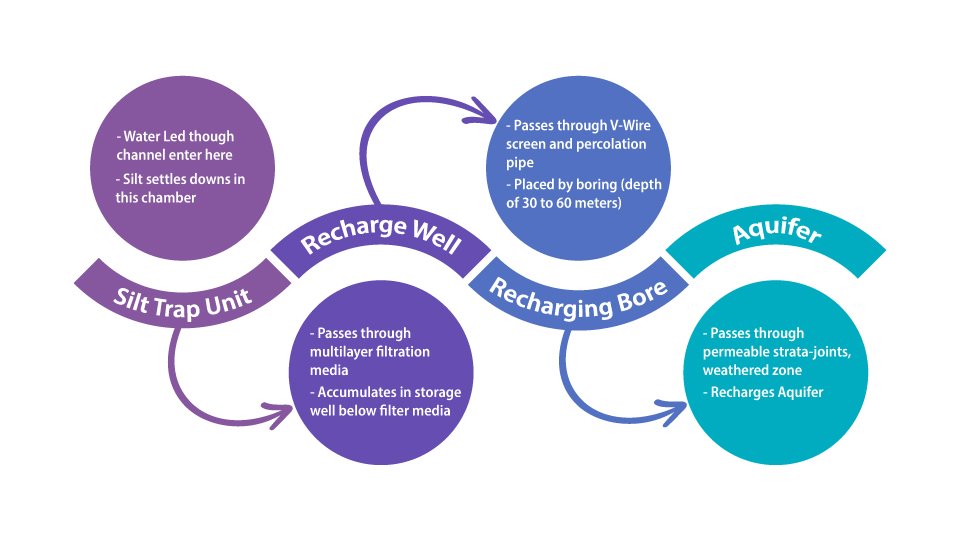 - Water Led though
channel enter here
- Silt settles downs in
this chamber
Silt Trap Unit
Recharge Well
- Passes through
multilayer filtration
media
- Accumulates in storage
well below filter media
- Passes through V-Wire
screen and percolation
pipe
- Placed by boring (depth
of 30 to 60 meters)
Recharging Bore
Aquifer
- Passes through
permeable strata-joints,
weathered zone
- Recharges Aquifer